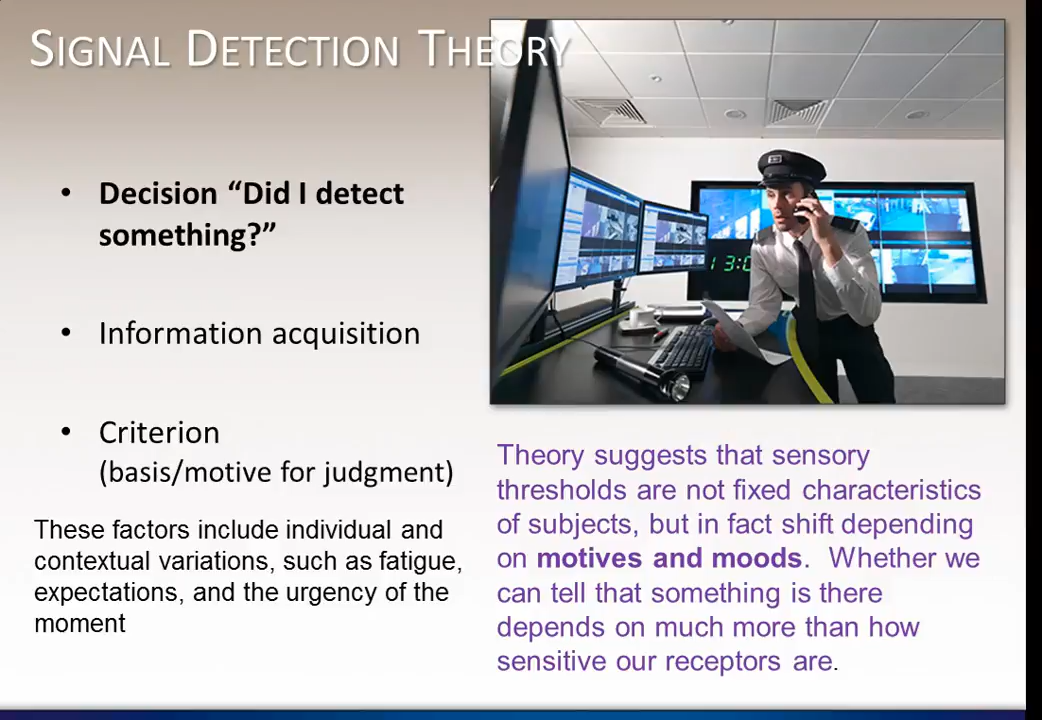 SIGNAL DETECTION THEORY
• Decision “Did I detect
something?”
• Information acquisition
• Criterion
(basis/motive for judgment)
These factors include individual and
contextual variations, such as fatigue,
expectations, and the urgency of the
moment
13:0
Theory suggests that sensory
thresholds are not fixed characteristics
of subjects, but in fact shift depending
on motives and moods.  Whether we
can tell that something is there
depends on much more than how
sensitive our receptors are.